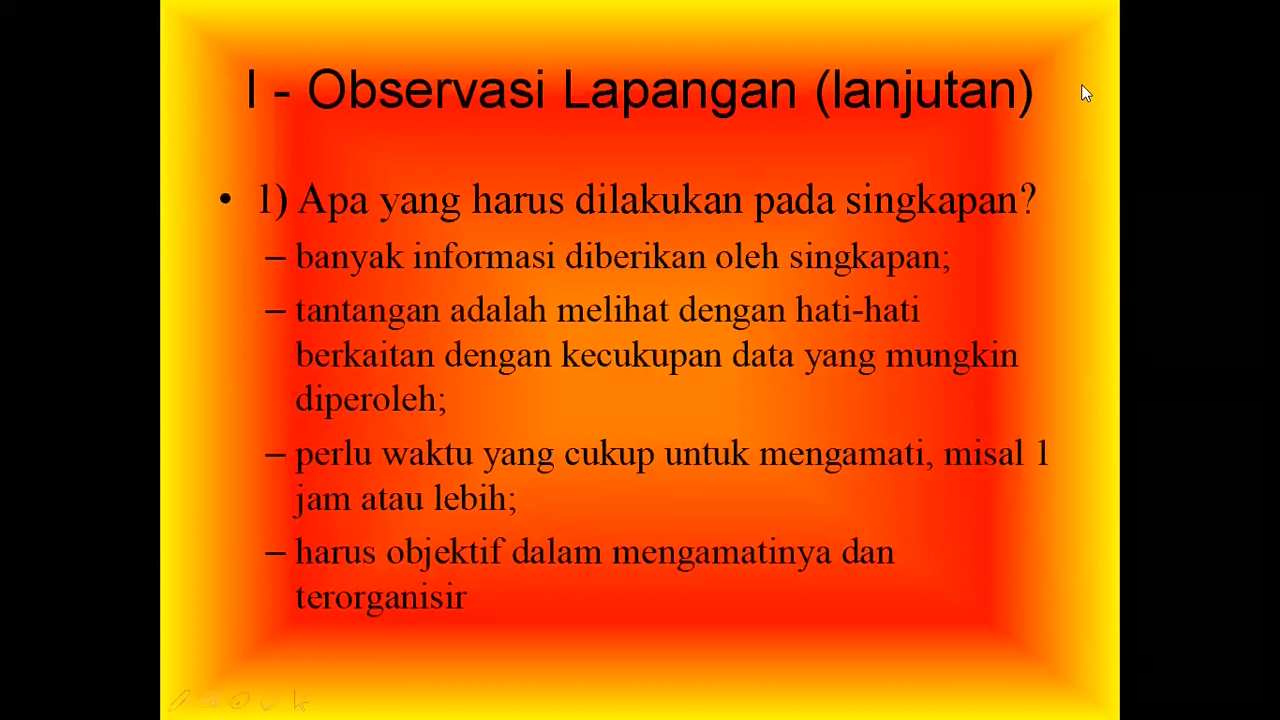 I - Observasi Lapangan (lanjutan)
• 1) Apa yang harus dilakukan pada singkapan?
– banyak informasi diberikan oleh singkapan;
– tantangan adalah melihat dengan hati-hati
berkaitan dengan kecukupan data yang mungkin
diperoleh;
– perlu waktu yang cukup untuk mengamati, misal 1
jam atau lebih;
– harus objektif dalam mengamatinya dan
terorganisir